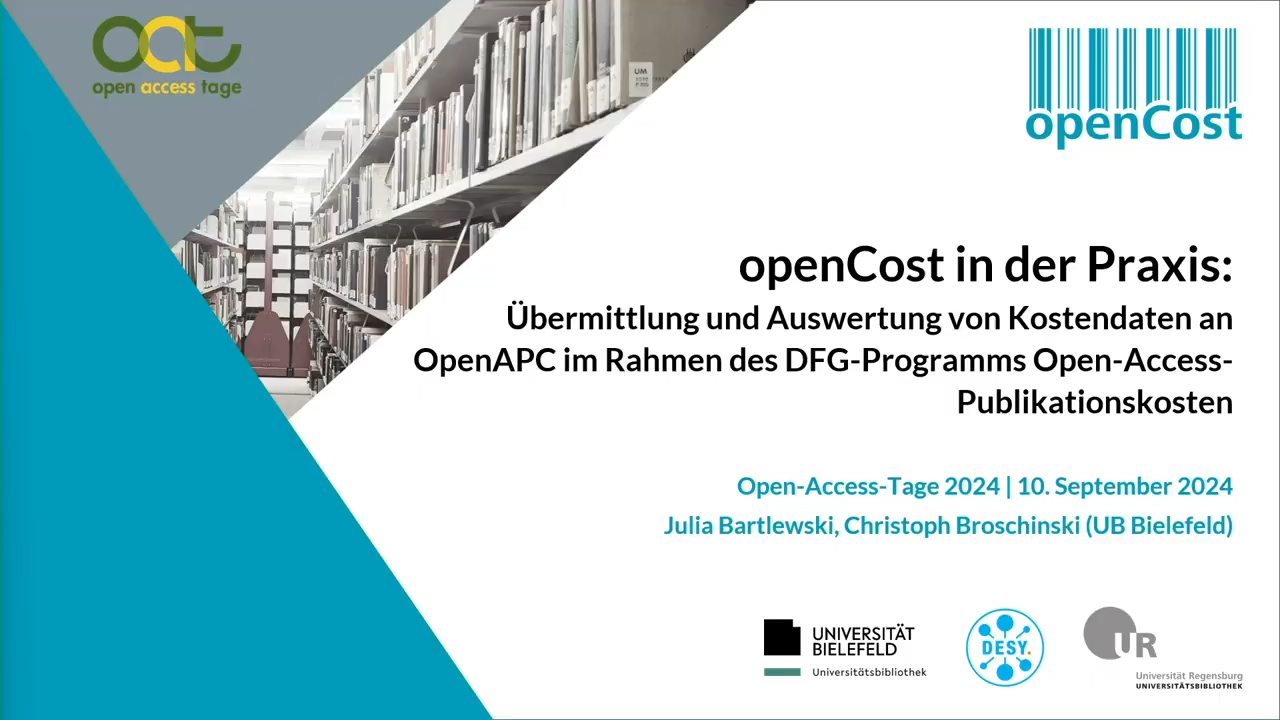 oat
open access tage
UM
openCost
openCost in der Praxis:
Übermittlung und Auswertung von Kostendaten an
OpenAPC im Rahmen des DFG-Programms Open-Access-
Publikationskosten
Open-Access-Tage 2024 | 10. September 2024
Julia Bartlewski, Christoph Broschinski (UB Bielefeld)
UNIVERSITÄT
BIELEFELD
Universitätsbibliothek
DESY.
UR
Universität Regensburg
UNIVERSITÄTSBIBLIOTHEK